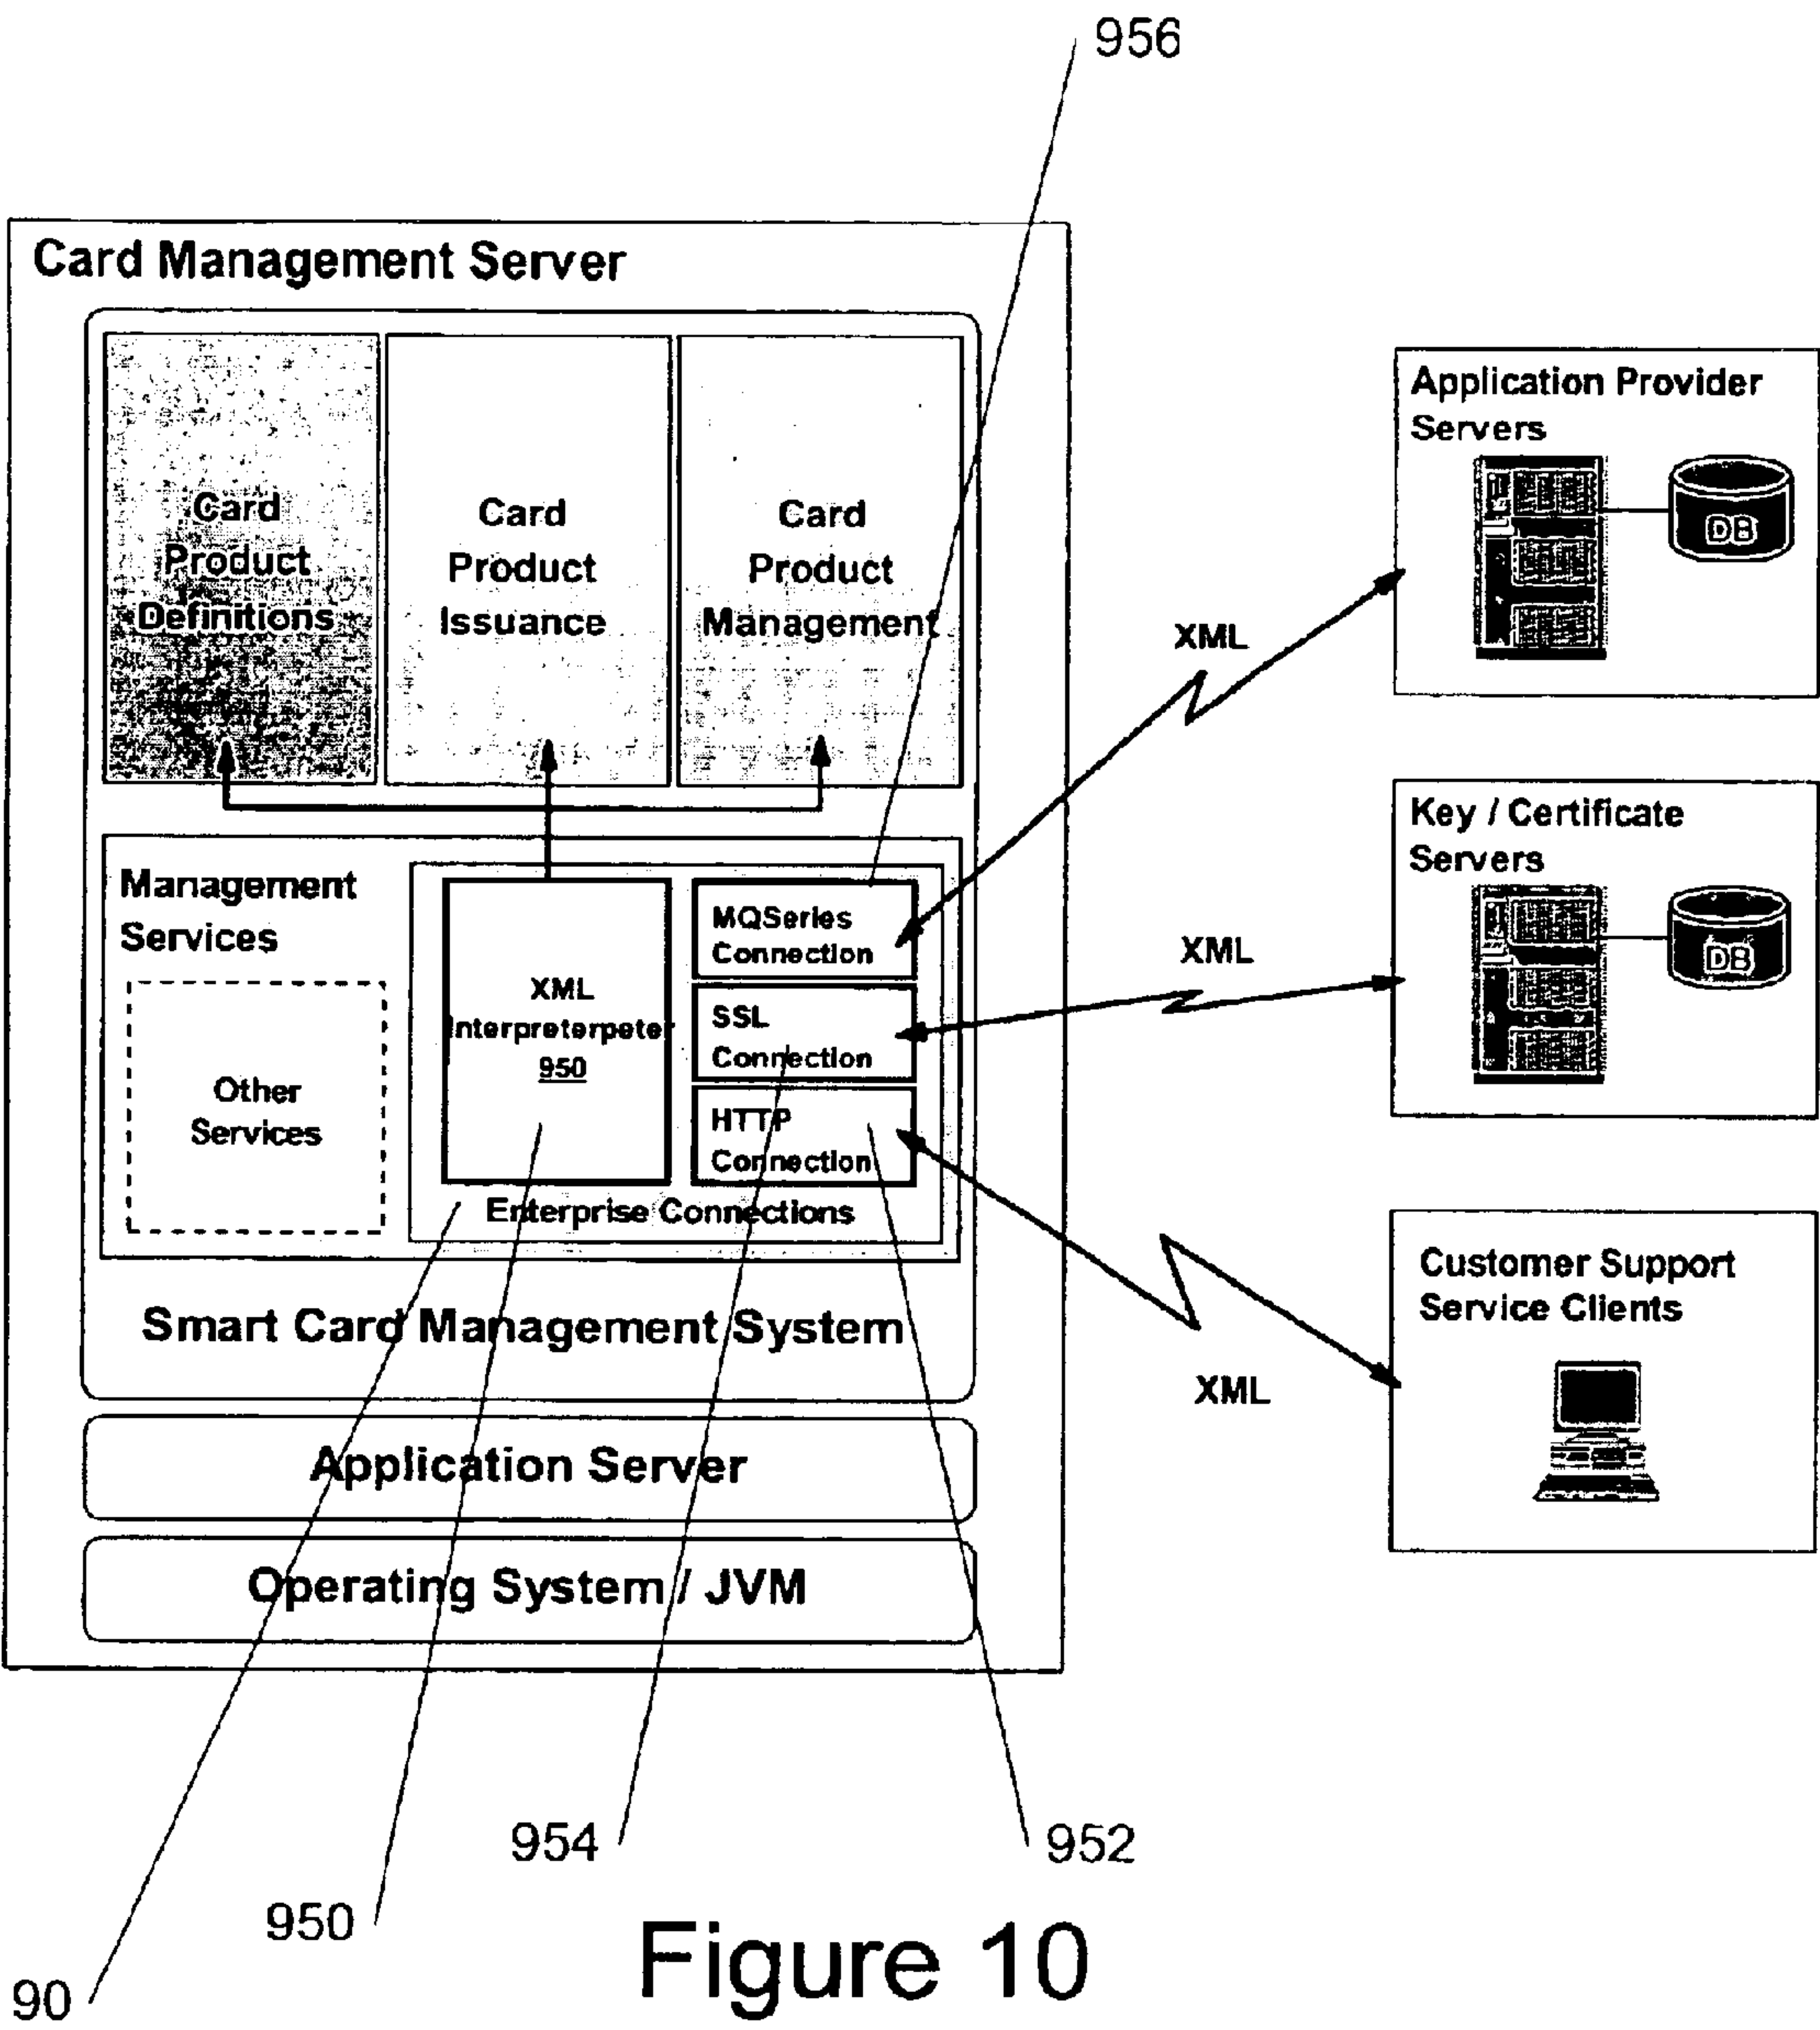 956
Card Management Server
Card
Product
Definitions
Card
Product
Issuance
Card
Product
Management
Management
Services
Other
Services
XML
Interpreterpeter
950
MQSeries
Connection
SSL
Connection
HTTP
Connection
Enterprise Connections
Smart Card Management System
Application Server
Operating System / JVM
XML
XML
XML
Application Provider
Servers
DB
Key / Certificate
Servers
DB
Customer Support
Service Clients
954
952
950
90
Figure 10